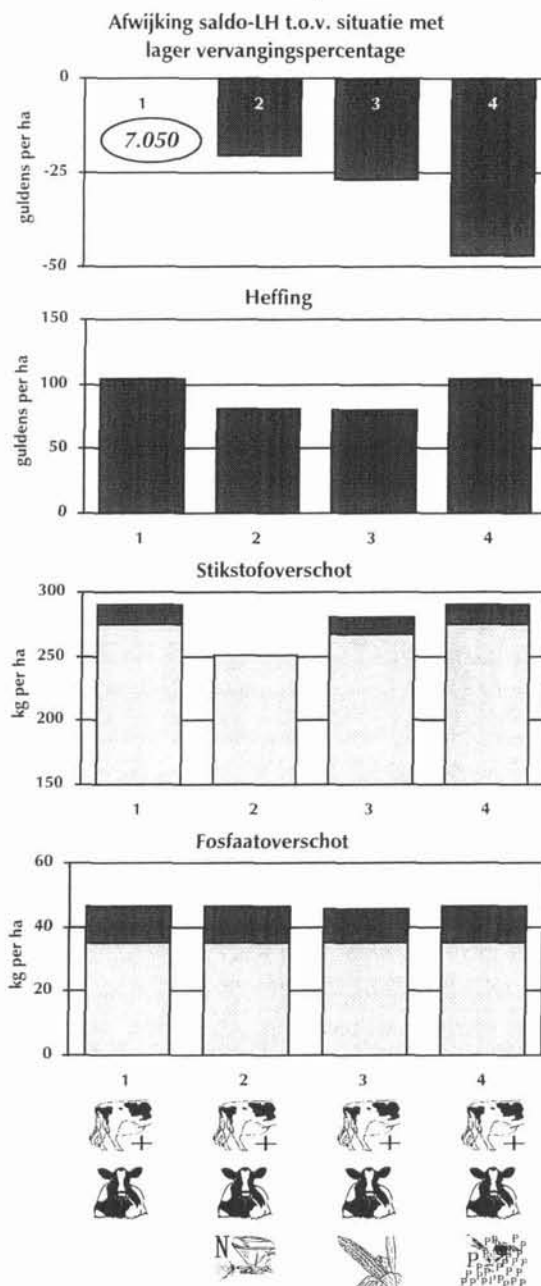 Afwijking saldo-LH t.o.v. situatie met
lager vervangingspercentage
guldens per ha
0
-25
-50
1
7.050
2
3
4
Heffing
guldens per ha
150
100
50
0
1 2 3 4
Stikstofoverschot
kg per ha
300
250
200
150
1 2 3 4
Fosfaatoverschot
kg per ha
60
40
20
0
1 2 3 4
N
P